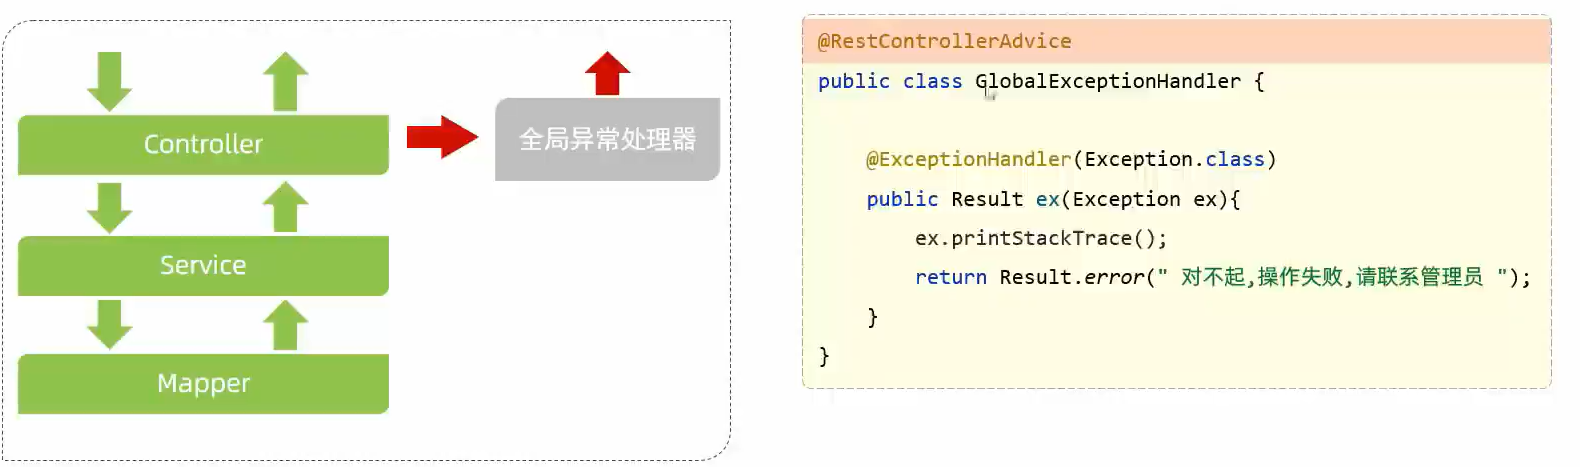 Controller
全局异常处理器
Service
Mapper
@RestControllerAdvice
public class GlobalExceptionHandler {
@ExceptionHandler(Exception.class)
public Result ex(Exception ex){
ex.printStackTrace();
return Result.error(" 对不起,操作失败,请联系管理员 ");
}
}